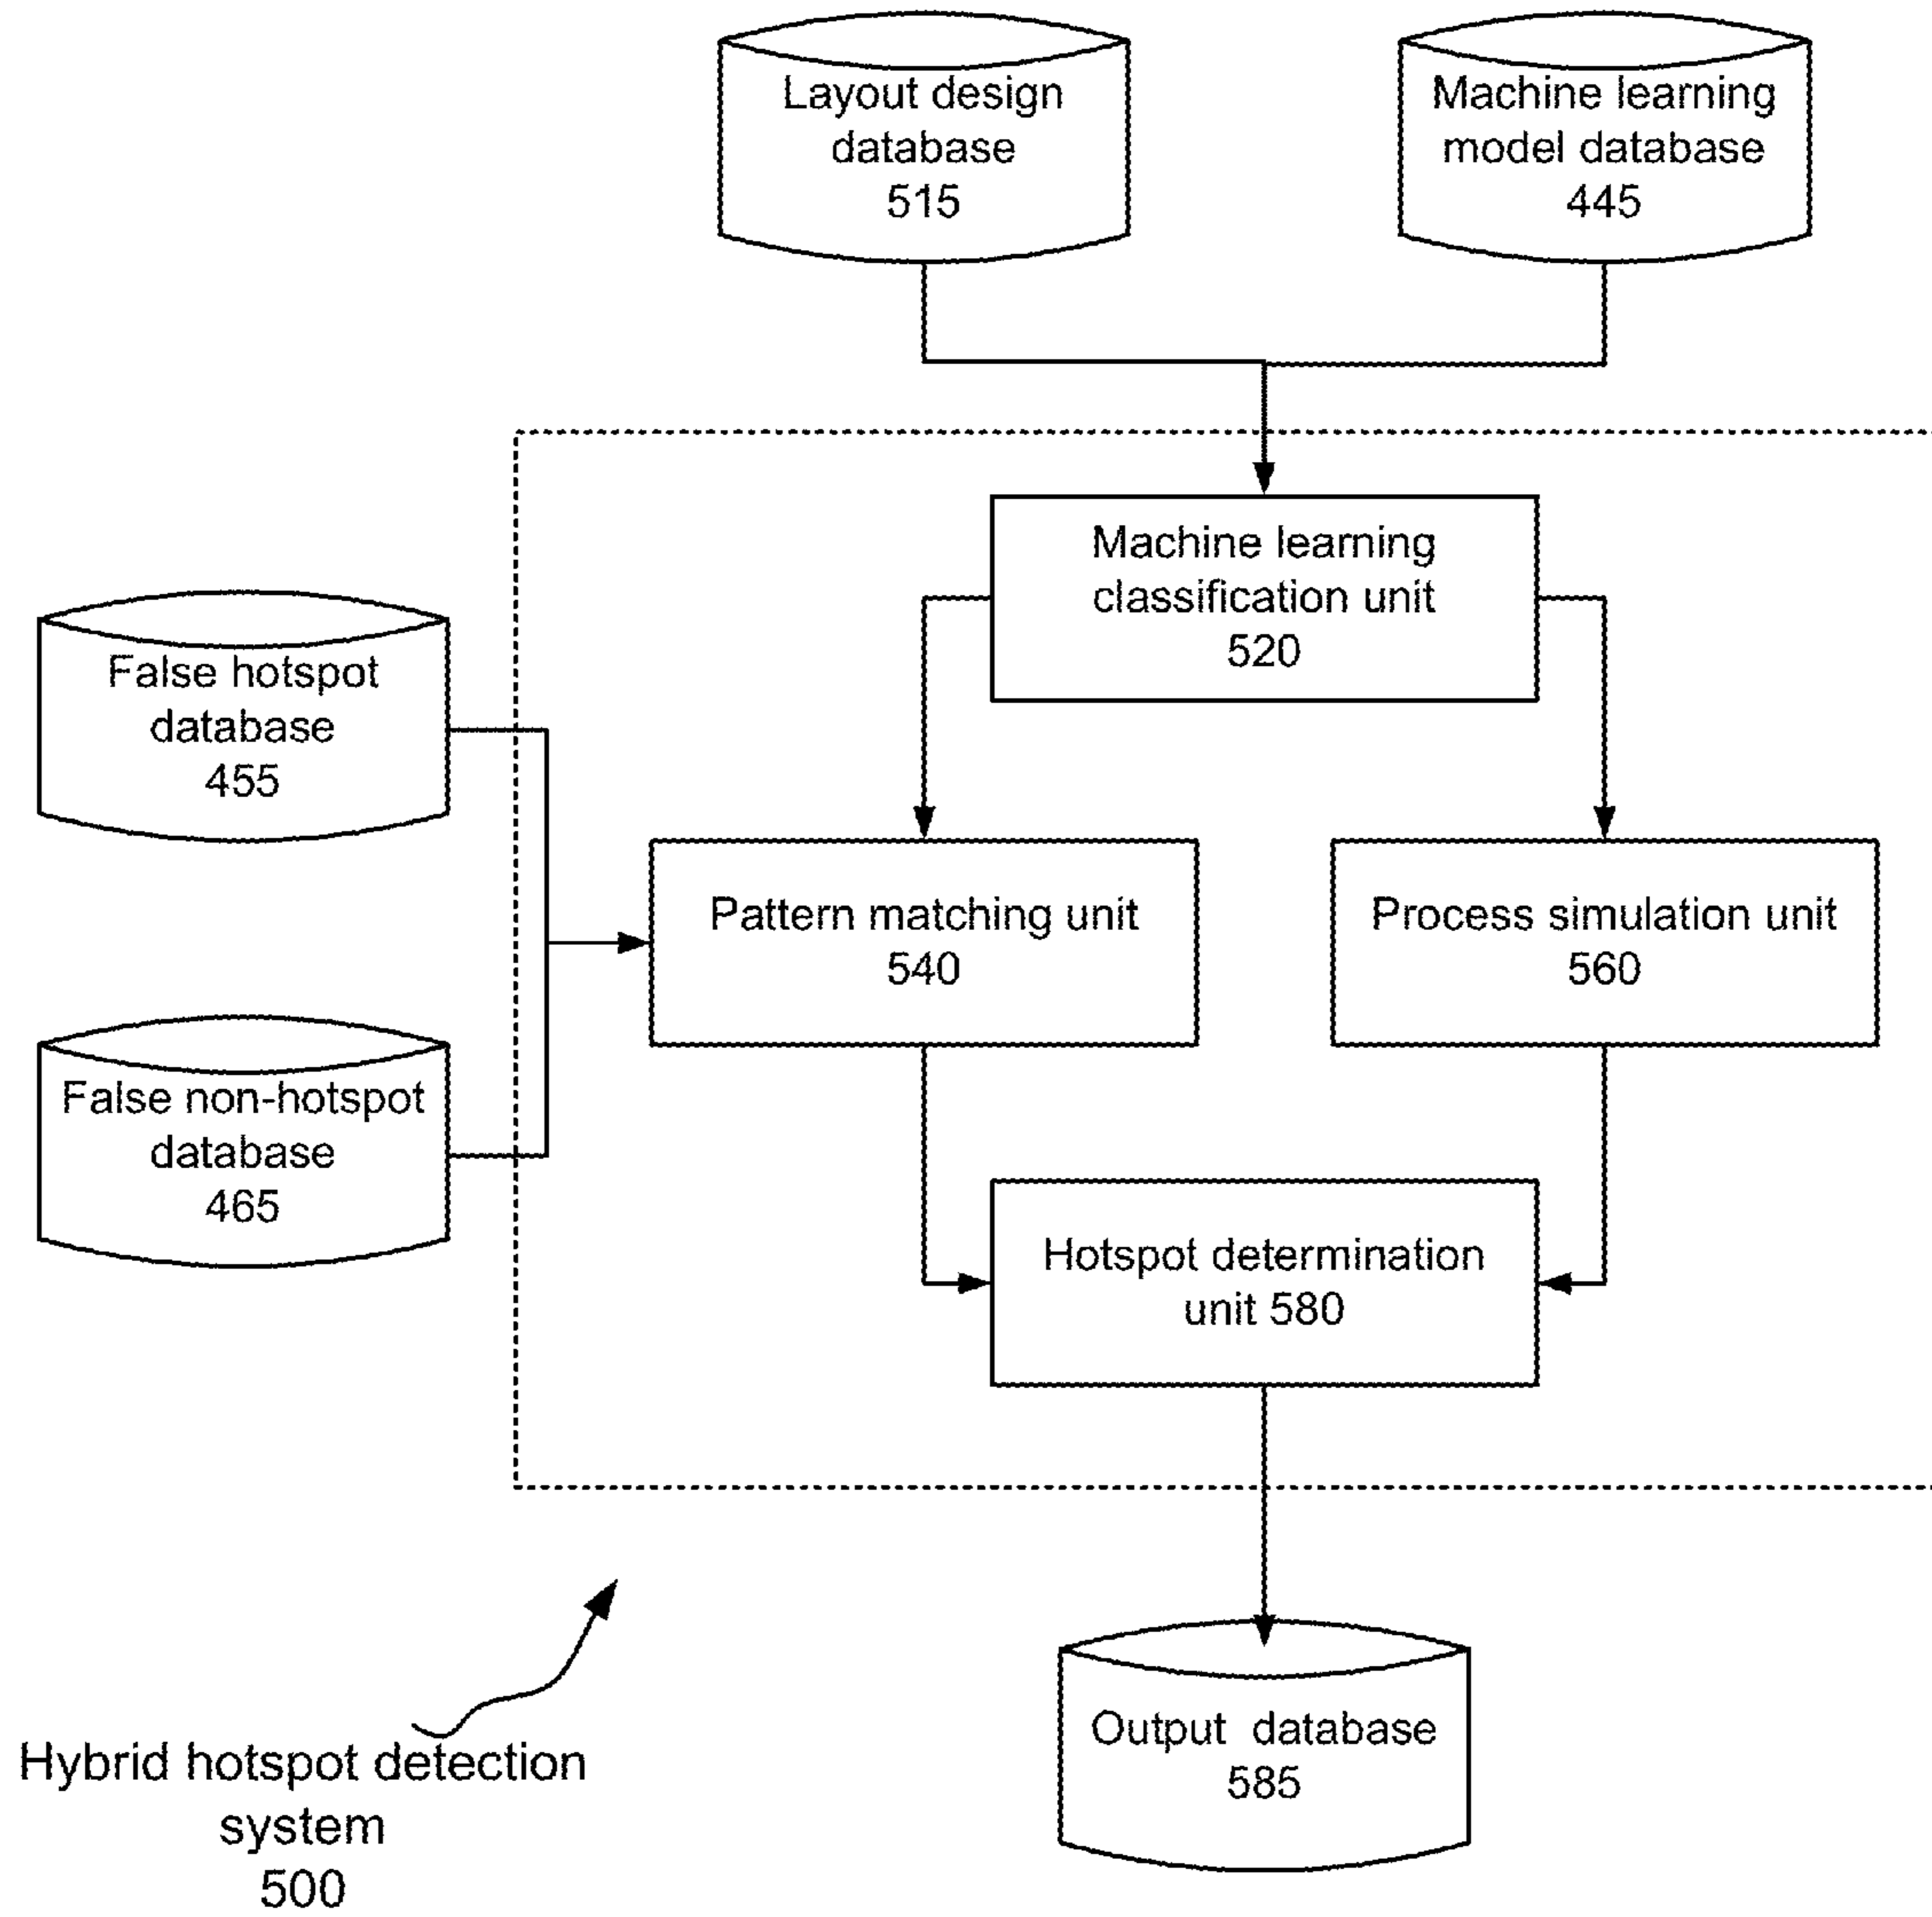 Layout design
database
515
Machine learning
model database
445
Machine learning
classification unit
520
False hotspot
database
455
Pattern matching unit
540
Process simulation unit
560
False non-hotspot
database
465
Hotspot determination
unit 580
Output database
585
Hybrid hotspot detection
system
500